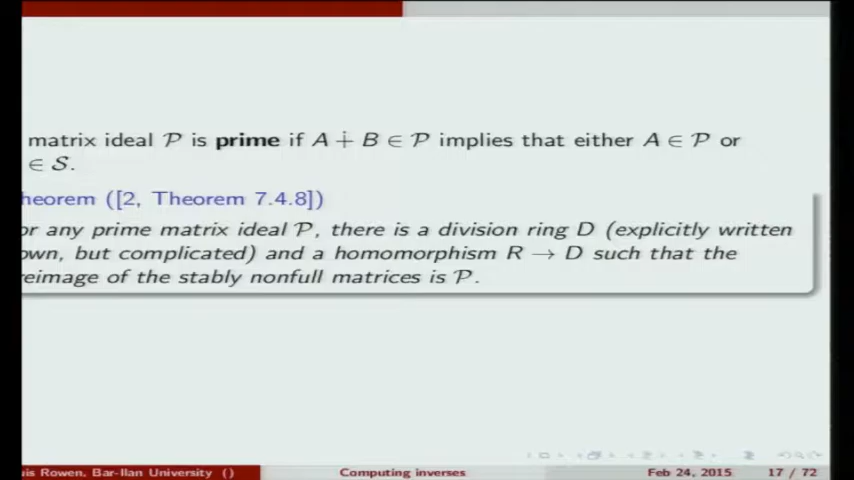 matrix ideal 𝒫 is prime if A ∔ B ∈ 𝒫 implies that either A ∈ 𝒫 or
∈ 𝒮.
heorem ([2, Theorem 7.4.8])
or any prime matrix ideal 𝒫, there is a division ring D (explicitly written
own, but complicated) and a homomorphism R → D such that the
reimage of the stably nonfull matrices is 𝒫.
uis Rowen, Bar-Ilan University () Computing inverses Feb 24, 2015 17 / 72